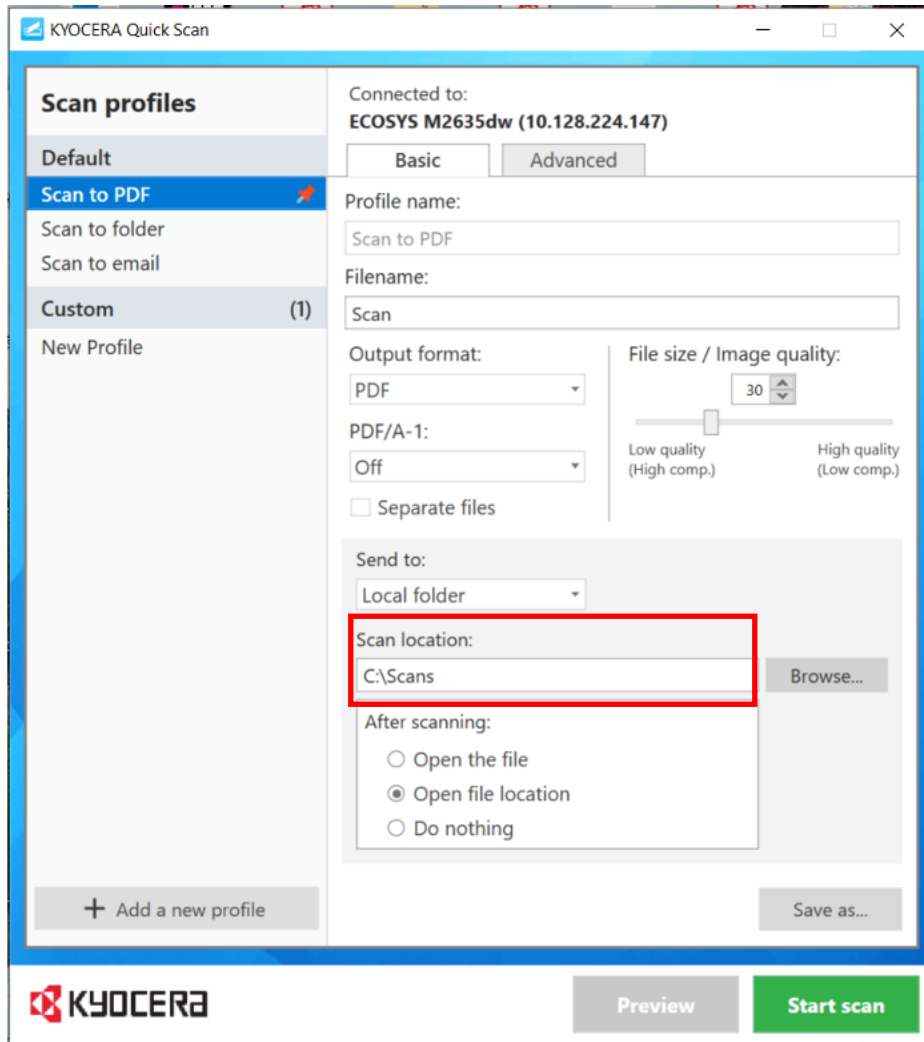 KYOCERA Quick Scan
Scan profiles
Default
Scan to PDF
Scan to folder
Scan to email
Custom (1)
New Profile
+ Add a new profile
Connected to:
ECOSYS M2635dw (10.128.224.147)
Basic Advanced
Profile name:
Scan to PDF
Filename:
Scan
Output format:
PDF
PDF/A-1:
Off
Separate files
File size / Image quality:
30
Low quality High quality
(High comp.) (Low comp.)
Send to:
Local folder
Scan location:
C:\Scans Browse...
After scanning:
Open the file
Open file location
Do nothing
Save as...
KYOCERA Preview Start scan